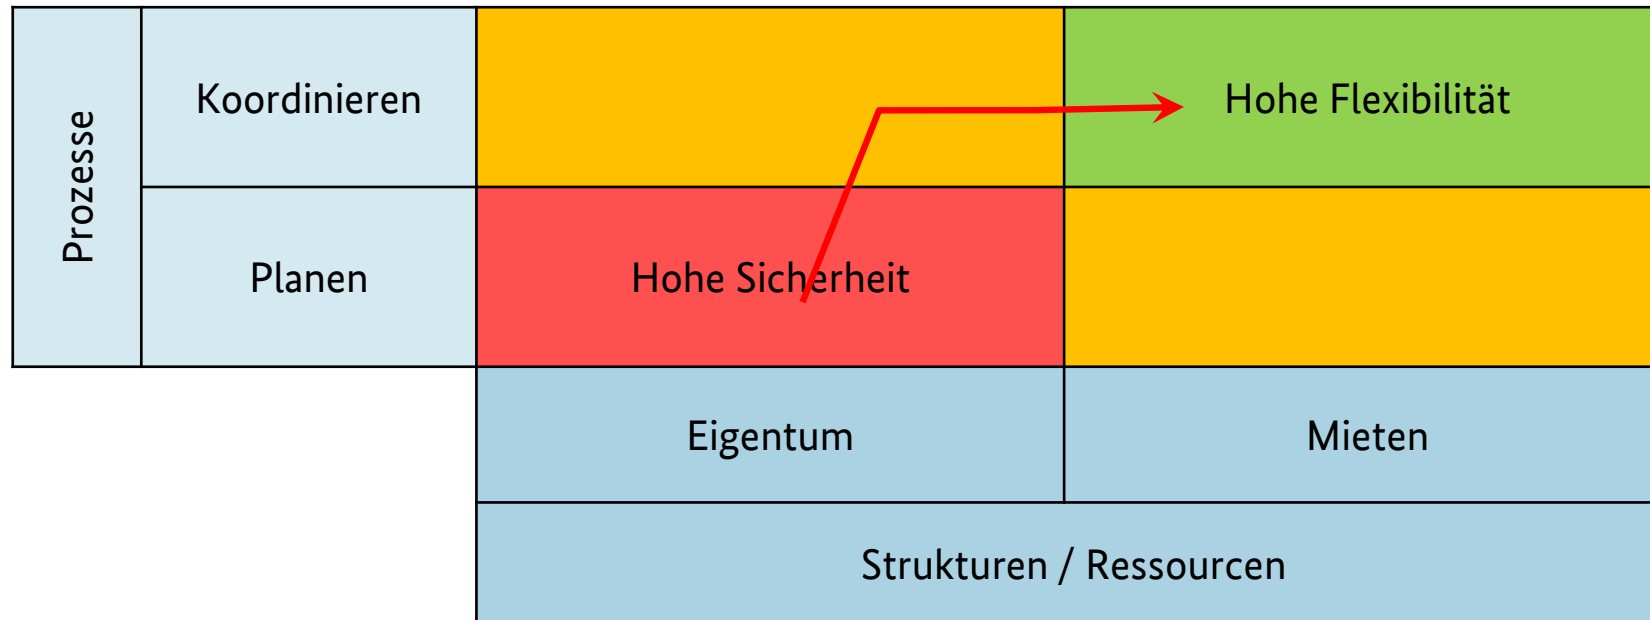 Prozesse
Koordinieren
Hohe Flexibilität
Planen
Hohe Sicherheit
Eigentum
Mieten
Strukturen / Ressourcen